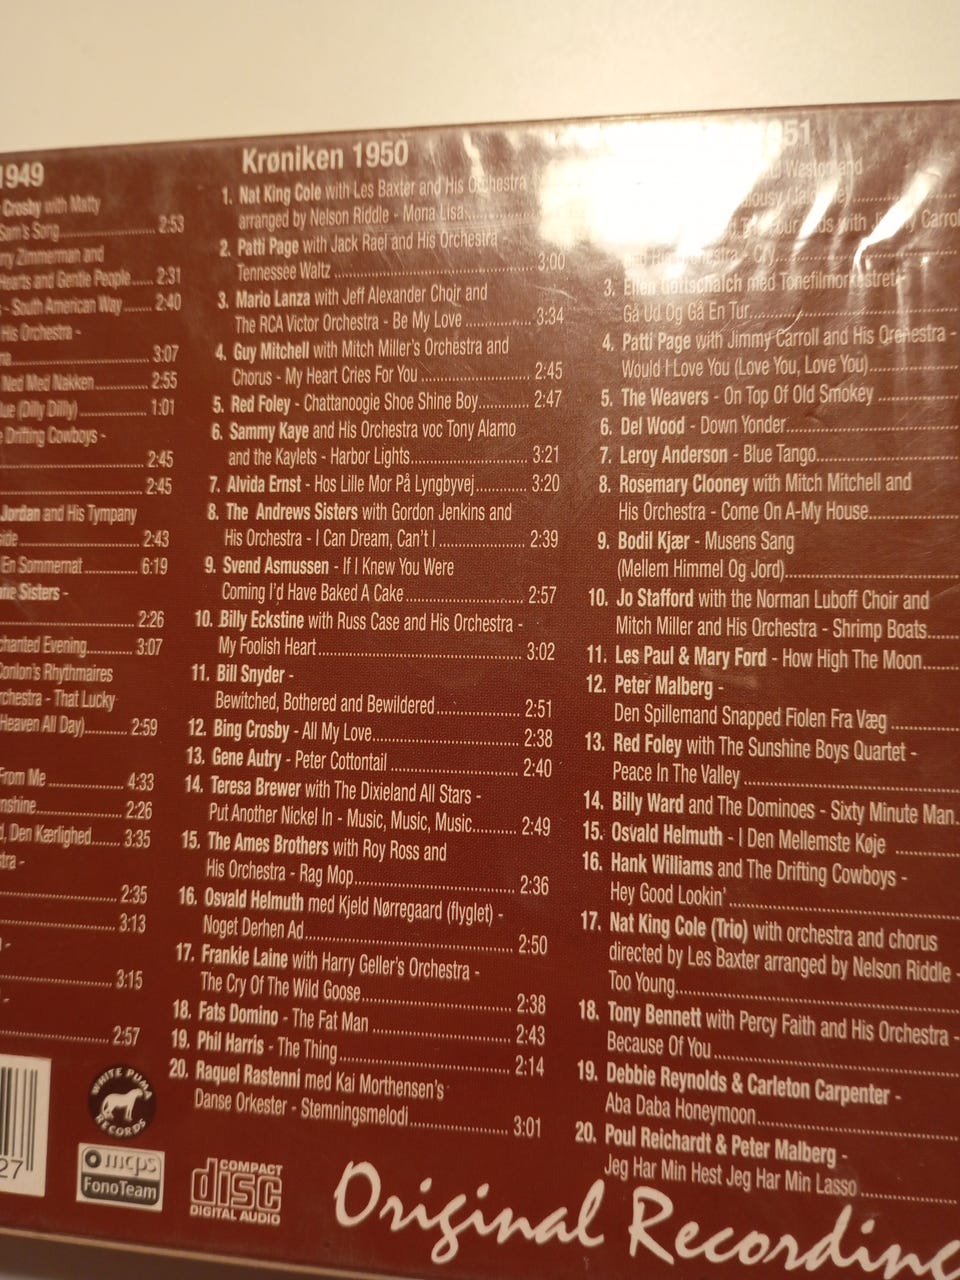 1949
Crosby with Matty
Sam's Song 2:53
Zimmerman and
Hearts and Gentle People 2:31
- South American Way 2:40
His Orchestra -
3:07
Ned Med Nakken 2:55
(Dilly Dilly) 1:01
Drifting Cowboys -
2:45
2:45
Jordan and His Tympany
2:43
En Sommernat 6:19
Sisters -
2:26
Evening 3:07
Conlon's Rhythmaires
- That Lucky
Heaven All Day) 2:59
From Me 4:33
2:26
Den Kærlighed 3:35
2:35
3:13
3:15
2:57
Krøniken 1950
1. Nat King Cole with Les Baxter and His Orchestra
arranged by Nelson Riddle - Mona Lisa
2. Patti Page with Jack Rael and His Orchestra -
Tennessee Waltz 3:00
3. Mario Lanza with Jeff Alexander Choir and
The RCA Victor Orchestra - Be My Love 3:34
4. Guy Mitchell with Mitch Miller's Orchestra and
Chorus - My Heart Cries For You 2:45
5. Red Foley - Chattanoogie Shoe Shine Boy 2:47
6. Sammy Kaye and His Orchestra voc Tony Alamo
and the Kaylets - Harbor Lights 3:21
7. Alvida Ernst - Hos Lille Mor På Lyngbyvej 3:20
8. The Andrews Sisters with Gordon Jenkins and
His Orchestra - I Can Dream, Can't I 2:39
9. Svend Asmussen - If I Knew You Were
Coming I'd Have Baked A Cake 2:57
10. Billy Eckstine with Russ Case and His Orchestra -
My Foolish Heart 3:02
11. Bill Snyder -
Bewitched, Bothered and Bewildered 2:51
12. Bing Crosby - All My Love 2:38
13. Gene Autry - Peter Cottontail 2:40
14. Teresa Brewer with The Dixieland All Stars -
Put Another Nickel In - Music, Music, Music 2:49
15. The Ames Brothers with Roy Ross and
His Orchestra - Rag Mop 2:36
16. Osvald Helmuth med Kjeld Nørregaard (flyglet) -
Noget Derhen Ad 2:50
17. Frankie Laine with Harry Geller's Orchestra -
The Cry Of The Wild Goose 2:38
18. Fats Domino - The Fat Man 2:43
19. Phil Harris - The Thing 2:14
20. Raquel Rastenni med Kai Morthensen's
Danse Orkester - Stemningsmelodi 3:01
and
with Jimmy
Orchestra - Cry
3. Ellen Gottschalch med Tonefilmorkestret -
Gå Ud Og Gå En Tur
4. Patti Page with Jimmy Carroll and His Orchestra -
Would I Love You (Love You, Love You)
5. The Weavers - On Top Of Old Smokey
6. Del Wood - Down Yonder
7. Leroy Anderson - Blue Tango
8. Rosemary Clooney with Mitch Mitchell and
His Orchestra - Come On A-My House
9. Bodil Kjær - Musens Sang
(Mellem Himmel Og Jord)
10. Jo Stafford with the Norman Luboff Choir and
Mitch Miller and His Orchestra - Shrimp Boats
11. Les Paul & Mary Ford - How High The Moon
12. Peter Malberg -
Den Spillemand Snapped Fiolen Fra Væg
13. Red Foley with The Sunshine Boys Quartet -
Peace In The Valley
14. Billy Ward and The Dominoes - Sixty Minute Man
15. Osvald Helmuth - I Den Mellemste Køje
16. Hank Williams and The Drifting Cowboys -
Hey Good Lookin'
17. Nat King Cole (Trio) with orchestra and chorus
directed by Les Baxter arranged by Nelson Riddle -
Too Young
18. Tony Bennett with Percy Faith and His Orchestra -
Because Of You
19. Debbie Reynolds & Carleton Carpenter -
Aba Daba Honeymoon
20. Poul Reichardt & Peter Malberg -
Jeg Har Min Hest Jeg Har Min Lasso
27
WHITE PUMA RECORDS
mcps
FonoTeam
COMPACT
disc
DIGITAL AUDIO
Original Recording